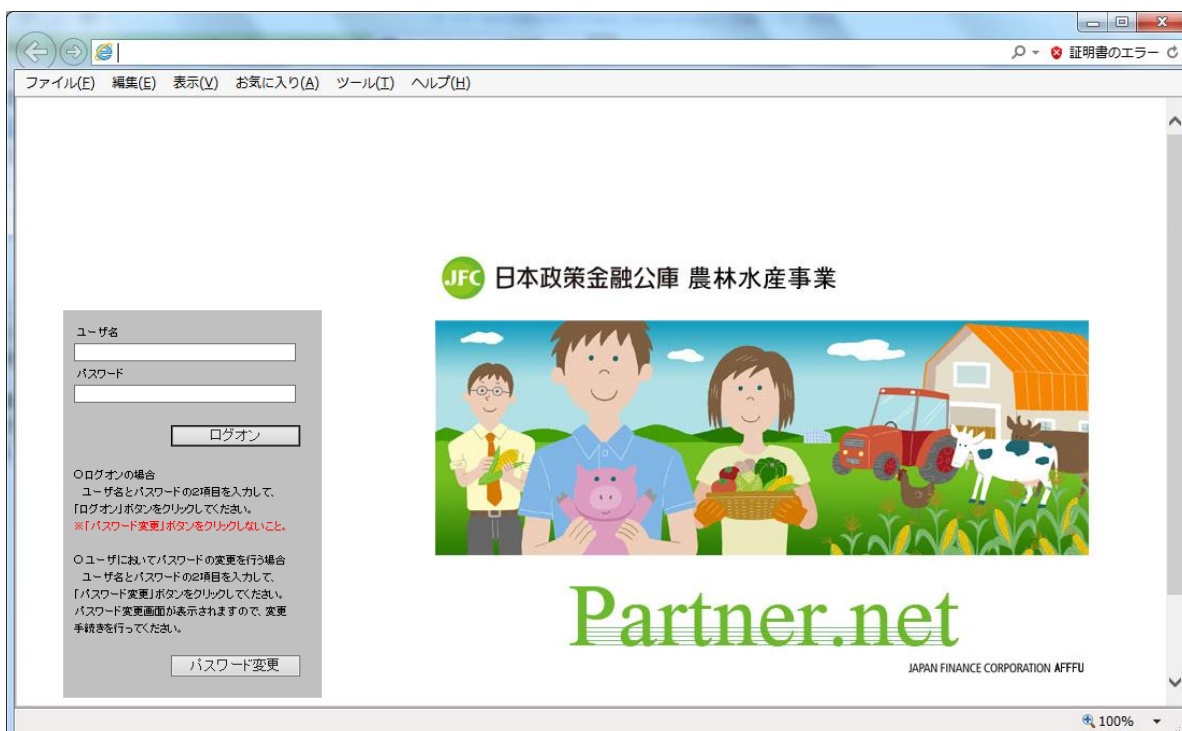 証明書のエラー
ファイル(F) 編集(E) 表示(V) お気に入り(A) ツール(T) ヘルプ(H)
JFC 日本政策金融公庫 農林水産事業
ユーザ名
パスワード
ログオン
○ログオンの場合
ユーザ名とパスワードの2項目を入力して、
「ログオン」ボタンをクリックしてください。
※「パスワード変更」ボタンをクリックしないこと。
○ユーザにおいてパスワードの変更を行う場合
ユーザ名とパスワードの2項目を入力して、
「パスワード変更」ボタンをクリックしてください。
パスワード変更画面が表示されますので、変更
手続きを行ってください。
パスワード変更
Partner.net
JAPAN FINANCE CORPORATION AFFFU
100%